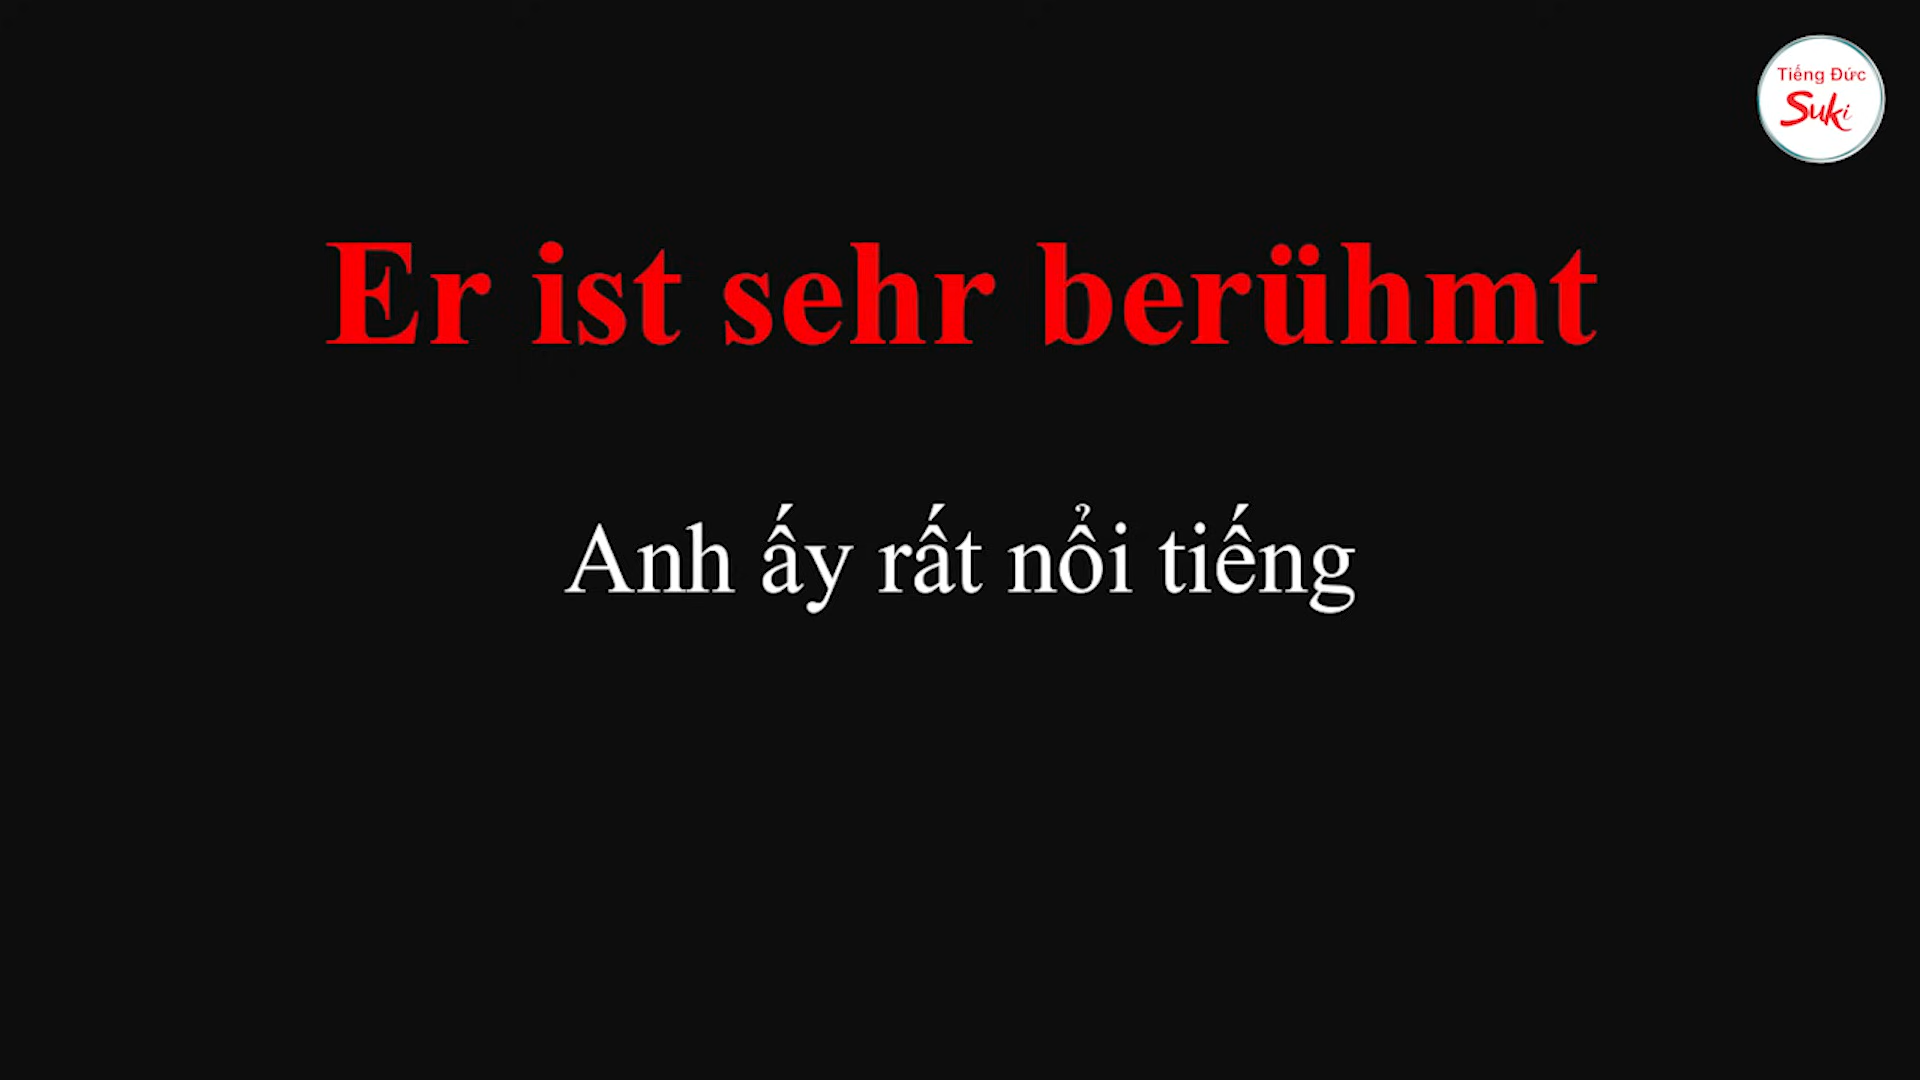 Tiếng Đức
Suki
Er ist sehr berühmt
Anh ấy rất nổi tiếng